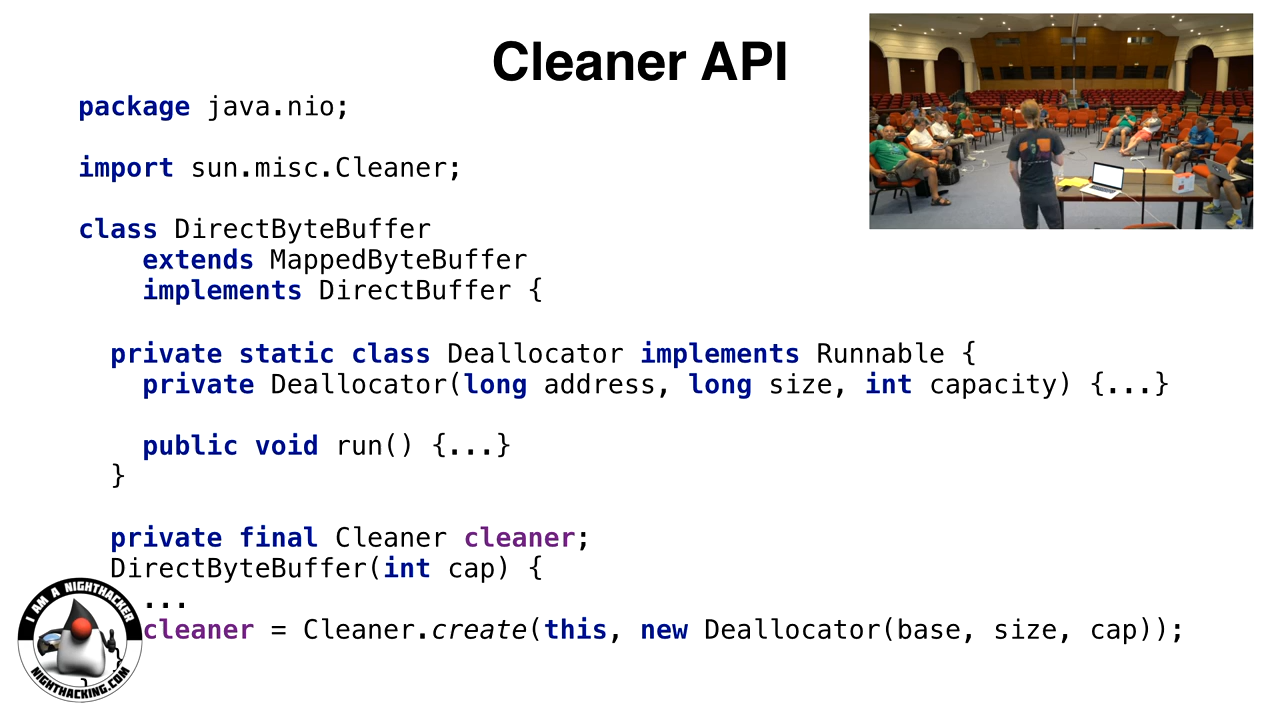 Cleaner API
package java.nio;
import sun.misc.Cleaner;
class DirectByteBuffer
extends MappedByteBuffer
implements DirectBuffer {
private static class Deallocator implements Runnable {
private Deallocator(long address, long size, int capacity) {...}
public void run() {...}
}
private final Cleaner cleaner;
DirectByteBuffer(int cap) {
...
cleaner = Cleaner.create(this, new Deallocator(base, size, cap));
}
I AM A NIGHTHACKER
NIGHTHACKING.COM